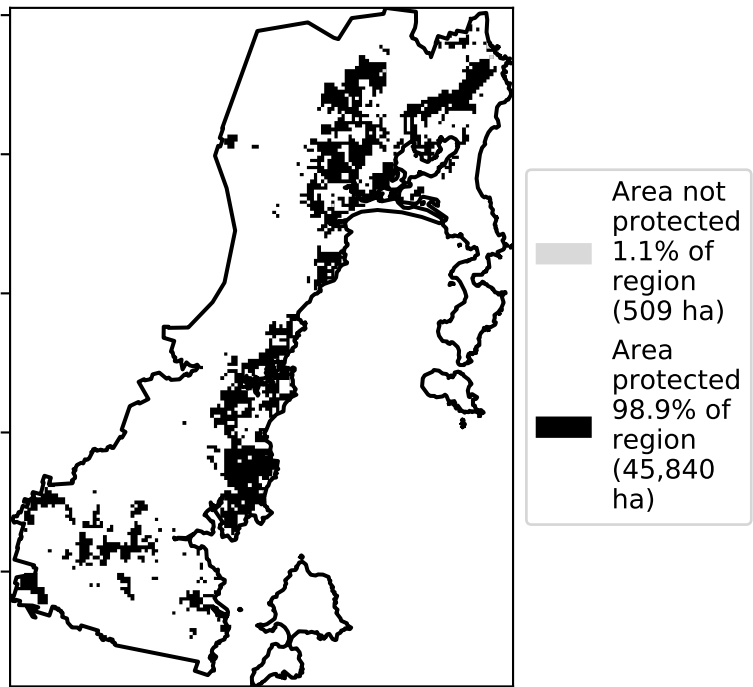 Area not
protected
1.1% of
region
(509 ha)
Area
protected
98.9% of
region
(45,840
ha)